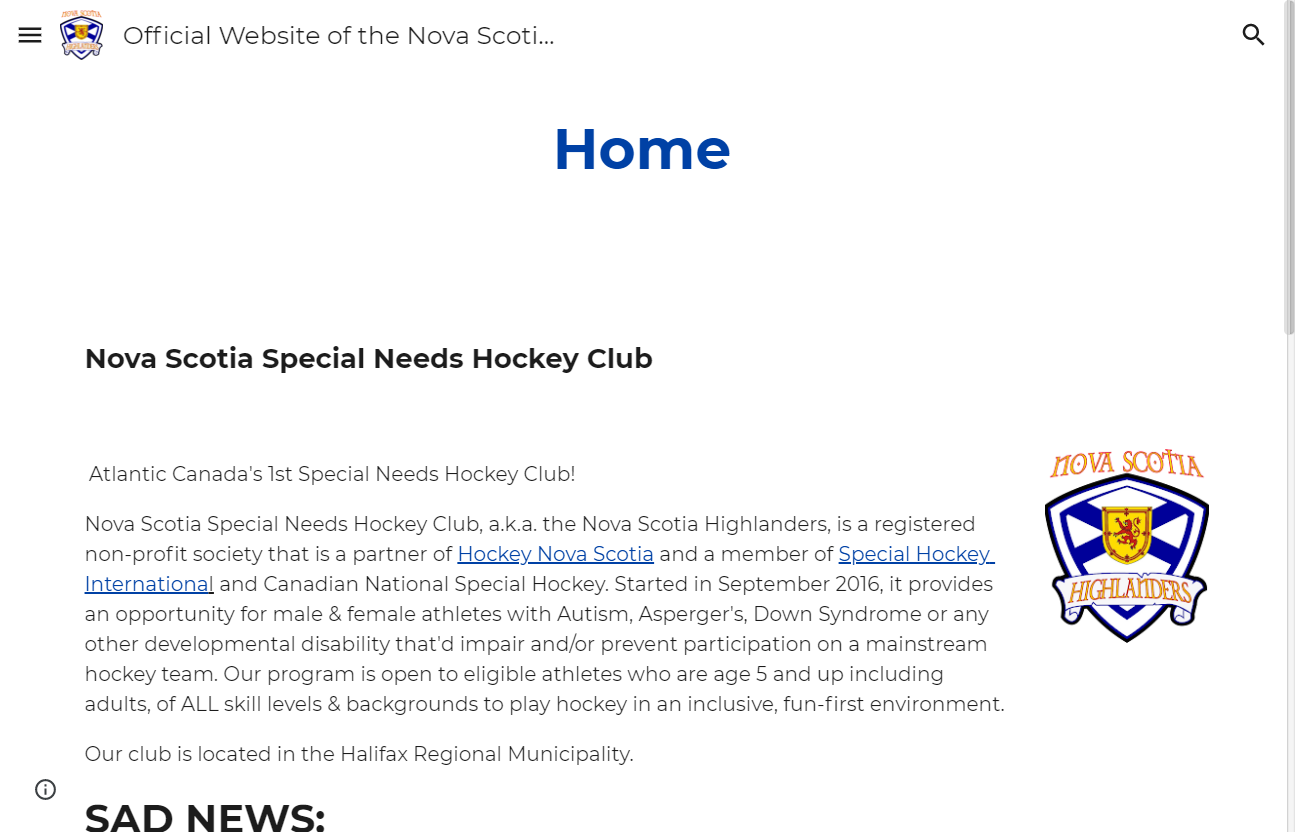 NOVA SCOTIA
HIGHLANDERS
Official Website of the Nova Scoti...
Home
Nova Scotia Special Needs Hockey Club
Atlantic Canada's 1st Special Needs Hockey Club!
Nova Scotia Special Needs Hockey Club, a.k.a. the Nova Scotia Highlanders, is a registered
non-profit society that is a partner of Hockey Nova Scotia and a member of Special Hockey
International and Canadian National Special Hockey. Started in September 2016, it provides
an opportunity for male & female athletes with Autism, Asperger's, Down Syndrome or any
other developmental disability that'd impair and/or prevent participation on a mainstream
hockey team. Our program is open to eligible athletes who are age 5 and up including
adults, of ALL skill levels & backgrounds to play hockey in an inclusive, fun-first environment.
Our club is located in the Halifax Regional Municipality.
NOVA SCOTIA
HIGHLANDERS
SAD NEWS: